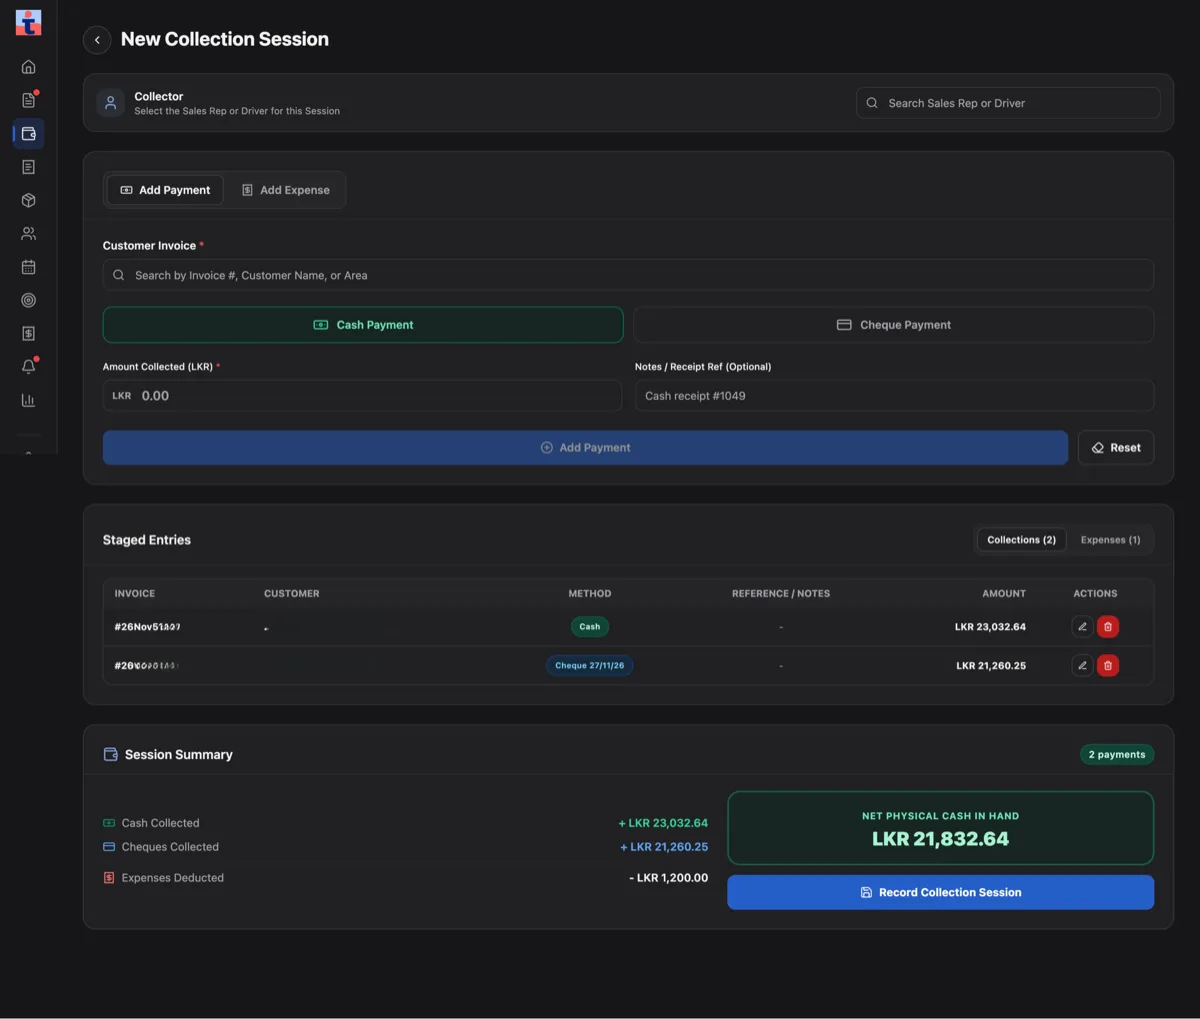 New Collection Session
Collector
Select the Sales Rep or Driver for this Session
Search Sales Rep or Driver
Add Payment
Add Expense
Customer Invoice *
Search by Invoice #, Customer Name, or Area
Cash Payment
Cheque Payment
Amount Collected (LKR) *
Notes / Receipt Ref (Optional)
LKR 0.00
Cash receipt #1049
Add Payment
Reset
Staged Entries
Collections (2)
Expenses (1)
INVOICE CUSTOMER METHOD REFERENCE / NOTES AMOUNT ACTIONS
Cash - LKR 23,032.64
Cheque 27/11/26 - LKR 21,260.25
Session Summary
2 payments
Cash Collected + LKR 23,032.64
Cheques Collected + LKR 21,260.25
Expenses Deducted - LKR 1,200.00
NET PHYSICAL CASH IN HAND
LKR 21,832.64
Record Collection Session